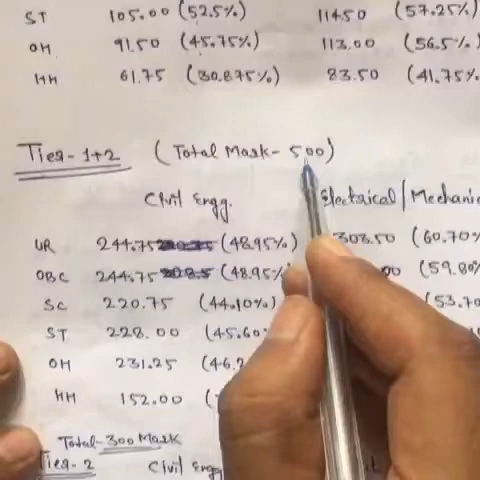 ST 105.00 (52.5%) 114.50 (57.25%)
OH 91.50 (45.75%) 113.00 (56.5%)
HH 61.75 (30.875%) 83.50 (41.75%
Tier-1+2 (Total Mark-500)
Civil Engg. Electrical/Mechanic
UR 244.75 (48.95%) 308.50 (60.70%
OBC 244.75 (48.95% 00 (59.80%
SC 220.75 (44.10%) (53.70
ST 228.00 (45.60
OH 231.25 (46.2
HH 152.00 (
Total-300 Mark
Tier-2 Civil Engg